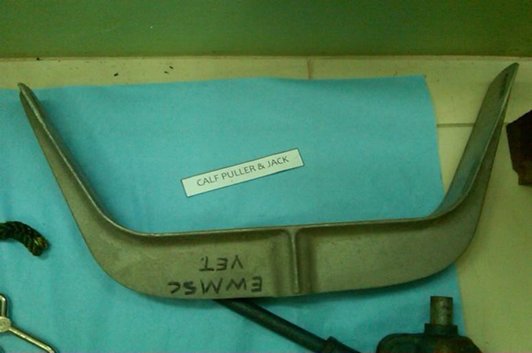 CALF PULLER & JACK
EWMSC
VET.